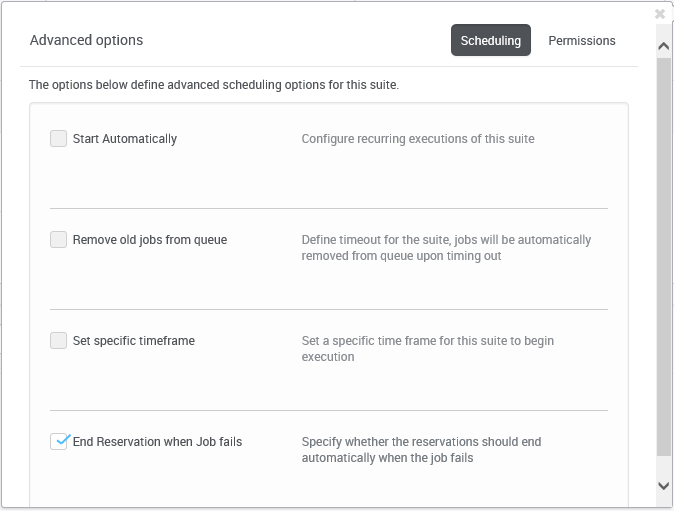 Advanced options
Scheduling
Permissions
The options below define advanced scheduling options for this suite.
Start Automatically
Configure recurring executions of this suite
Remove old jobs from queue
Define timeout for the suite, jobs will be automatically
removed from queue upon timing out
Set specific timeframe
Set a specific time frame for this suite to begin
execution
End Reservation when Job fails
Specify whether the reservations should end
automatically when the job fails